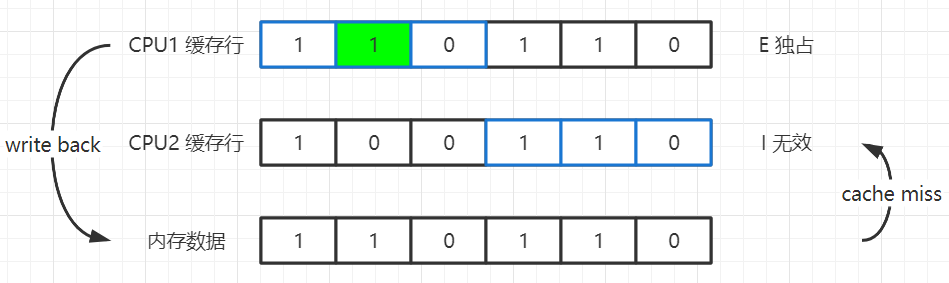 CPU1 缓存行 1 1 0 1 1 0 E 独占
write back
CPU2 缓存行 1 0 0 1 1 0 I 无效
cache miss
内存数据 1 1 0 1 1 0